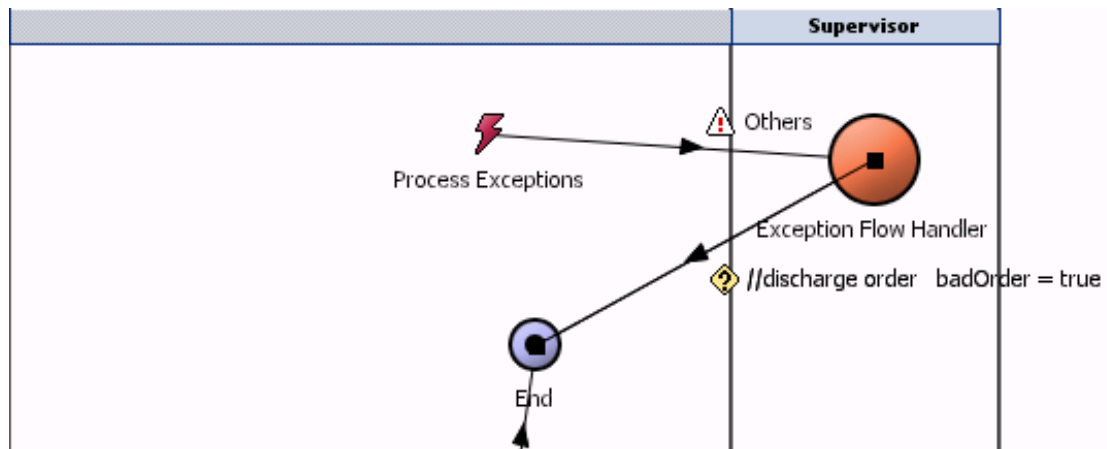 Supervisor
Others
Process Exceptions
Exception Flow Handler
//discharge order badOrder = true
End